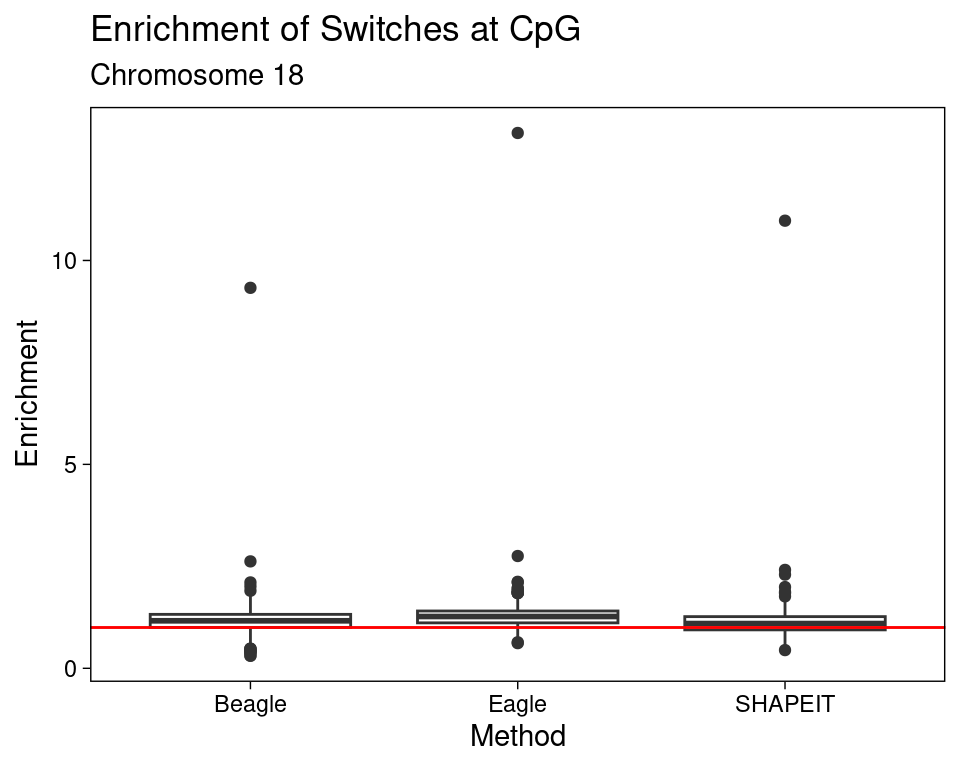 Enrichment of Switches at CpG
Chromosome 18
10
5
0
Enrichment
Beagle
Eagle
SHAPEIT
Method